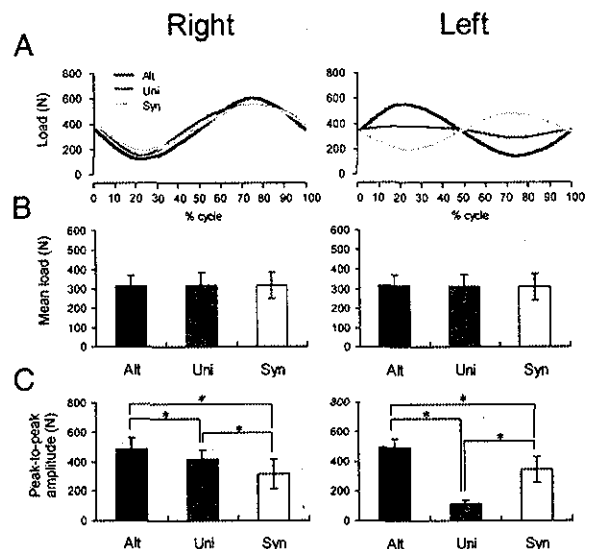 Right Left
A
Load (N)
800
600
400
200
0
Alt
Uni
Syn
0 10 20 30 40 50 60 70 80 90 100
% cycle
800
600
400
200
0
0 10 20 30 40 50 60 70 80 90 100
% cycle
B
Mean load (N)
600
500
400
300
200
100
0
Alt Uni Syn
600
500
400
300
200
100
0
Alt Uni Syn
C
Peak-to-peak
amplitude (N)
800
600
400
200
0
* * *
Alt Uni Syn
800
600
400
200
0
* * *
Alt Uni Syn